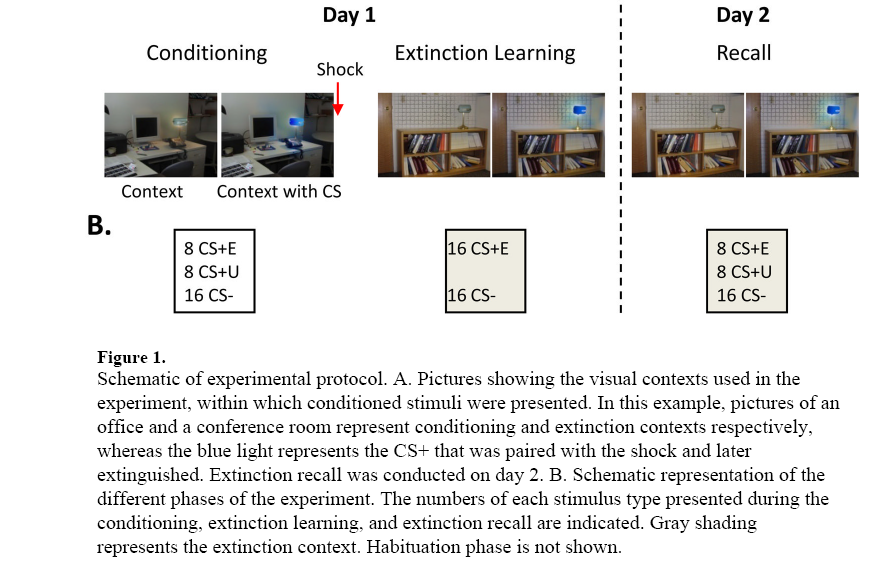 Day 1
Day 2
Conditioning
Extinction Learning
Recall
Shock
Context
Context with CS
B.
8 CS+E
8 CS+U
16 CS-
16 CS+E
16 CS-
8 CS+E
8 CS+U
16 CS-
Figure 1.
Schematic of experimental protocol. A. Pictures showing the visual contexts used in the
experiment, within which conditioned stimuli were presented. In this example, pictures of an
office and a conference room represent conditioning and extinction contexts respectively,
whereas the blue light represents the CS+ that was paired with the shock and later
extinguished. Extinction recall was conducted on day 2. B. Schematic representation of the
different phases of the experiment. The numbers of each stimulus type presented during the
conditioning, extinction learning, and extinction recall are indicated. Gray shading
represents the extinction context. Habituation phase is not shown.